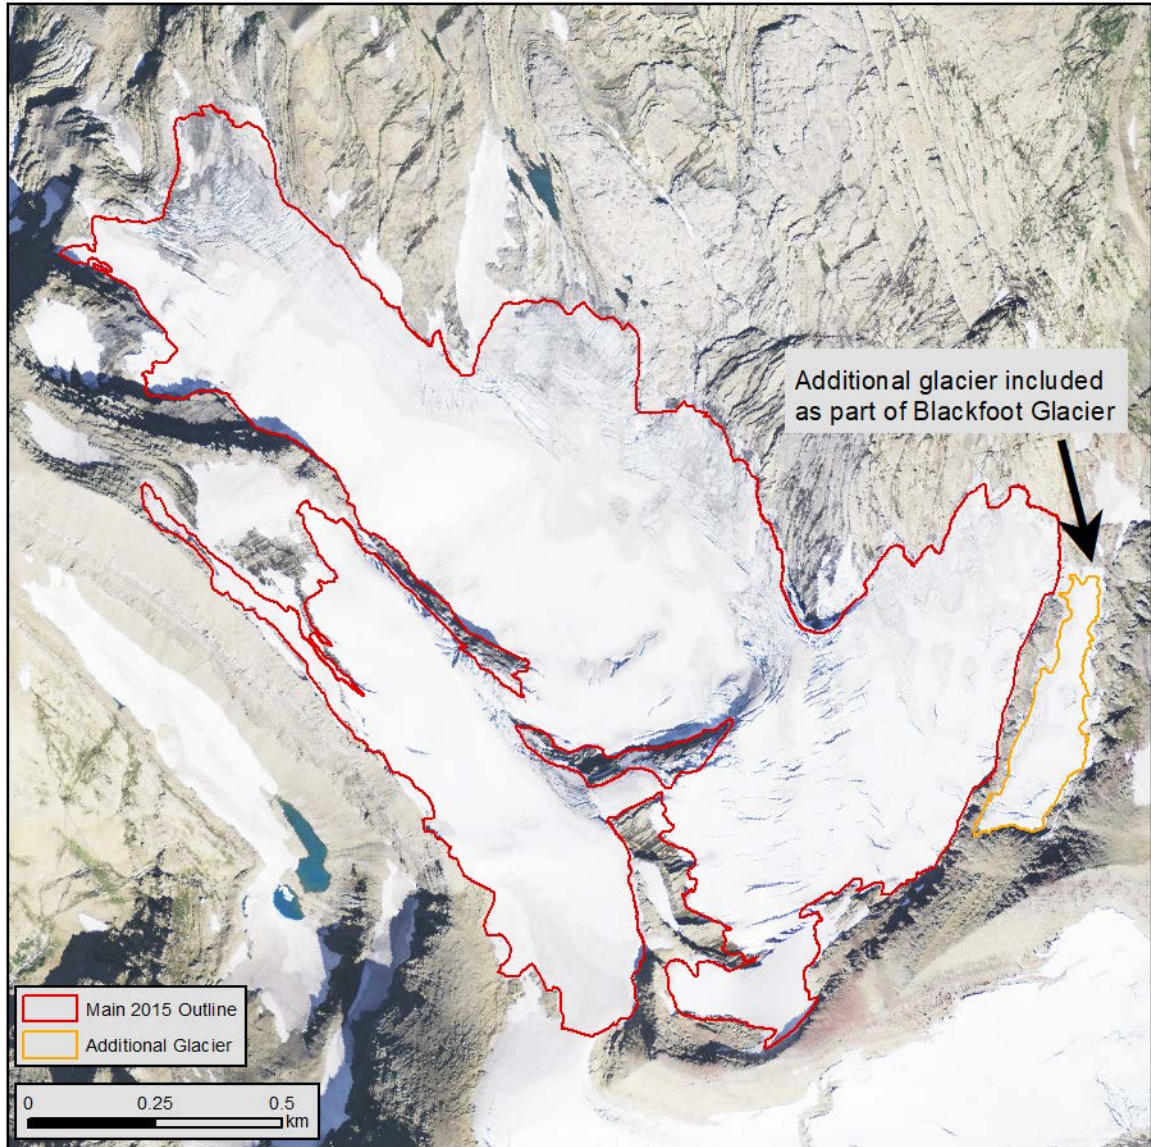 Additional glacier included
as part of Blackfoot Glacier
Main 2015 Outline
Additional Glacier
0 0.25 0.5
km